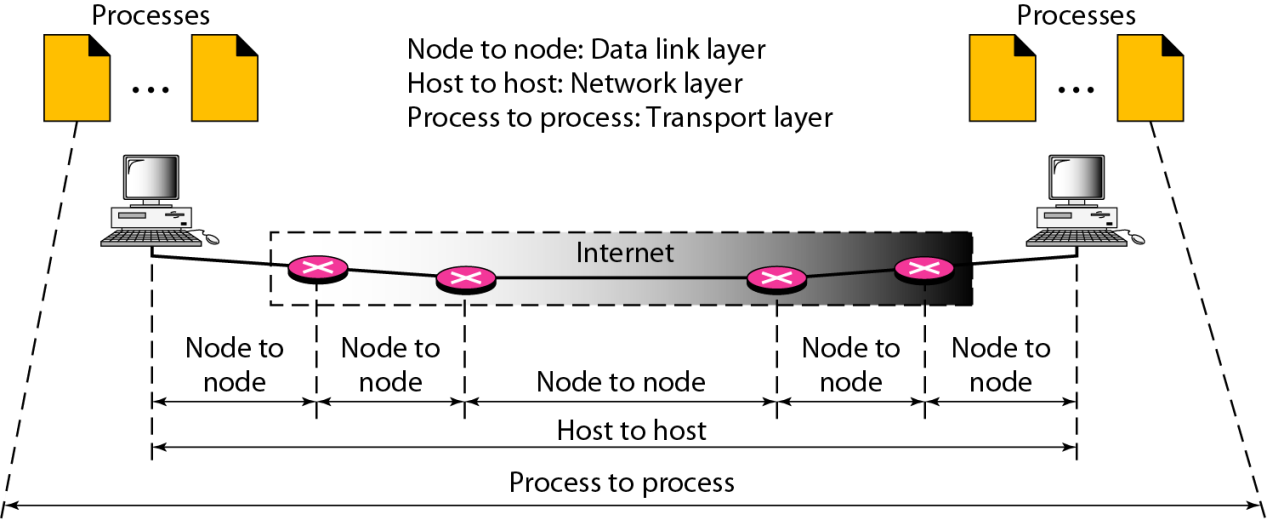 Processes
Processes
Node to node: Data link layer
Host to host: Network layer
Process to process: Transport layer
...
...
Internet
Node to
node
Node to
node
Node to node
Node to
node
Node to
node
Host to host
Process to process